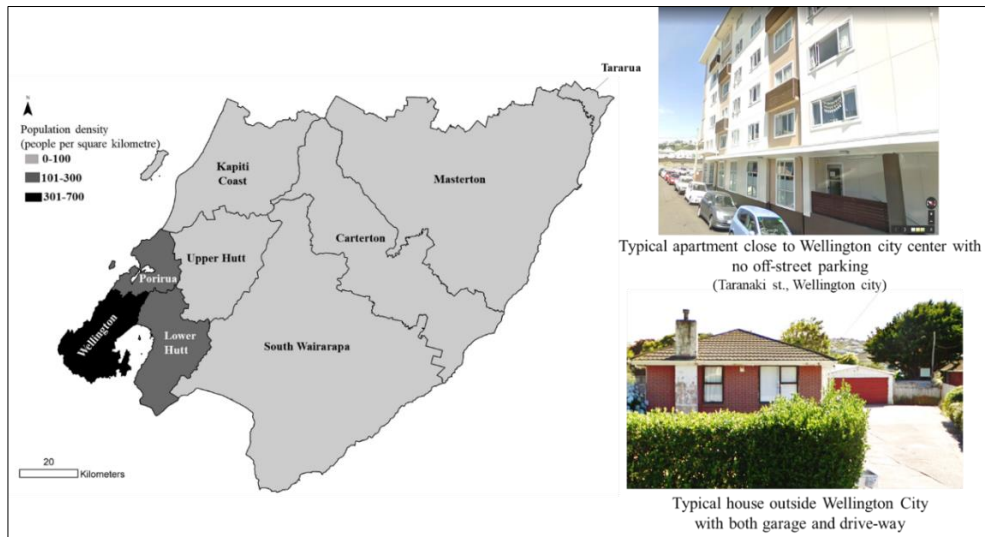 Tararua
N
Population density
(people per square kilometre)
0-100
101-300
301-700
Kapiti
Coast
Masterton
Carterton
Upper Hutt
Porirua
Wellington
Lower
Hutt
South Wairarapa
20
Kilometers
Typical apartment close to Wellington city center with
no off-street parking
(Taranaki st., Wellington city)
Typical house outside Wellington City
with both garage and drive-way